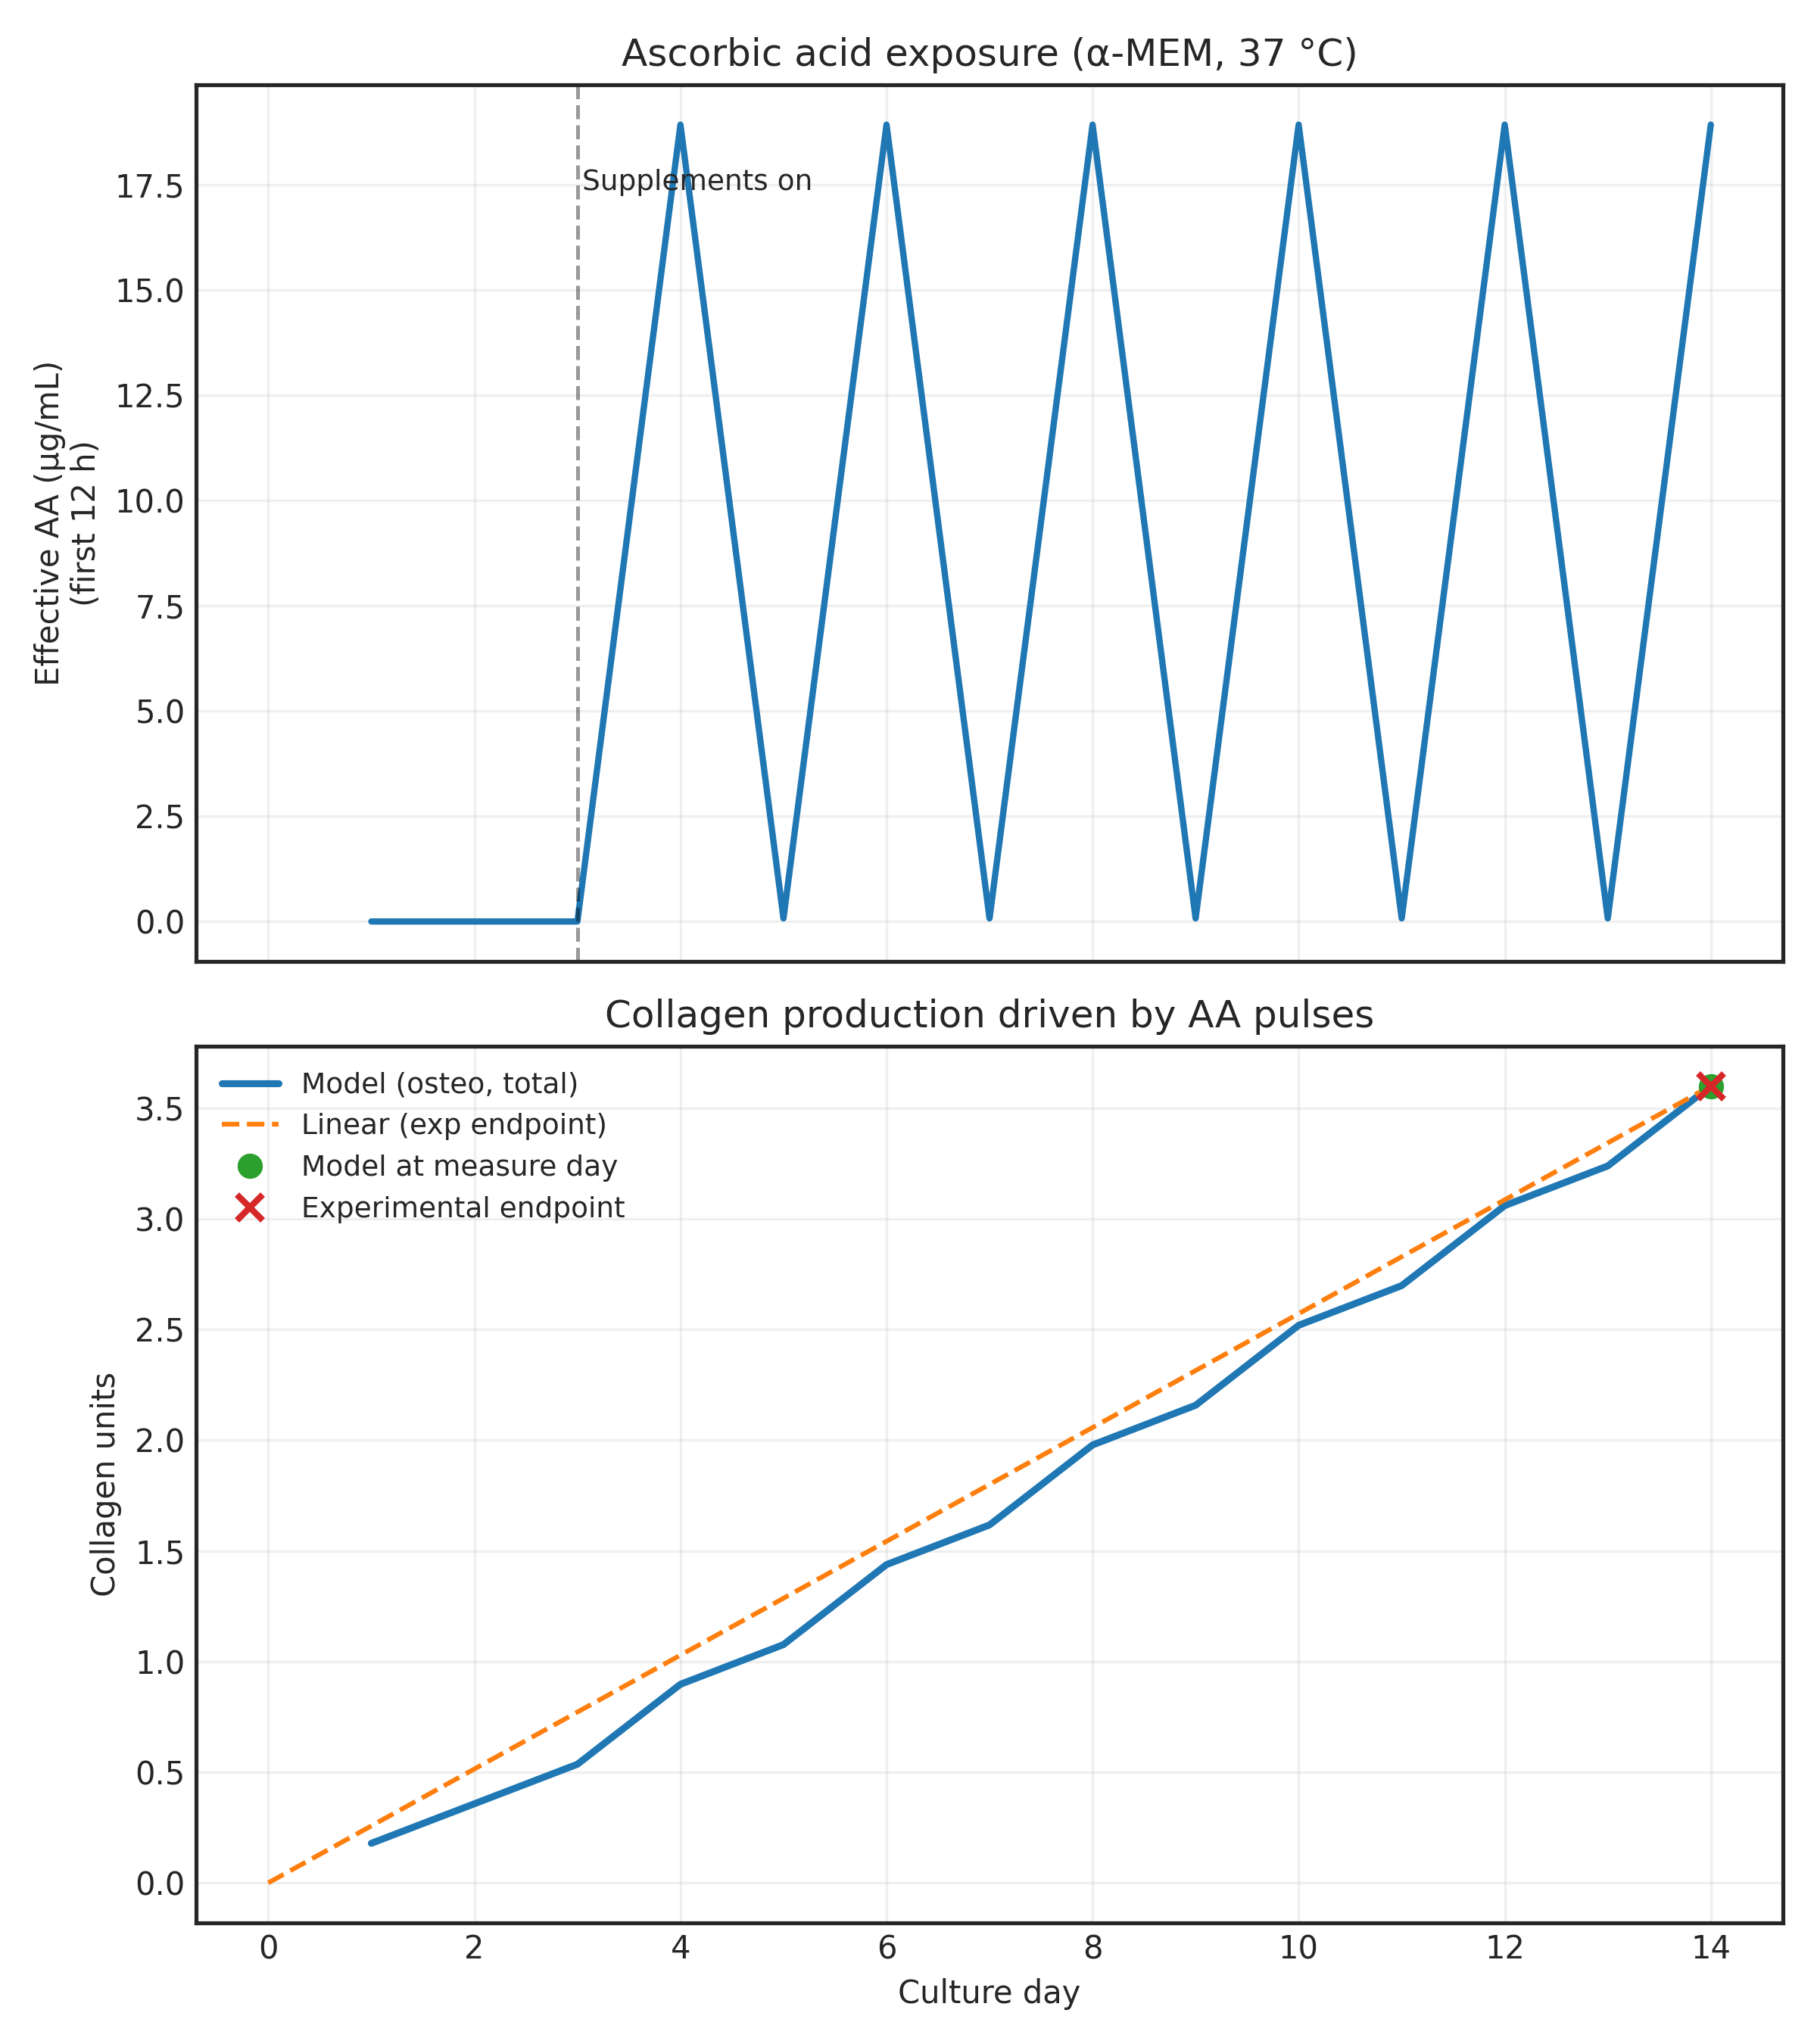 Ascorbic acid exposure (α-MEM, 37 °C)
Effective AA (µg/mL)
(first 12 h)
17.5
15.0
12.5
10.0
7.5
5.0
2.5
0.0
Supplements on
Collagen production driven by AA pulses
Collagen units
3.5
3.0
2.5
2.0
1.5
1.0
0.5
0.0
Model (osteo, total)
Linear (exp endpoint)
Model at measure day
Experimental endpoint
0 2 4 6 8 10 12 14
Culture day